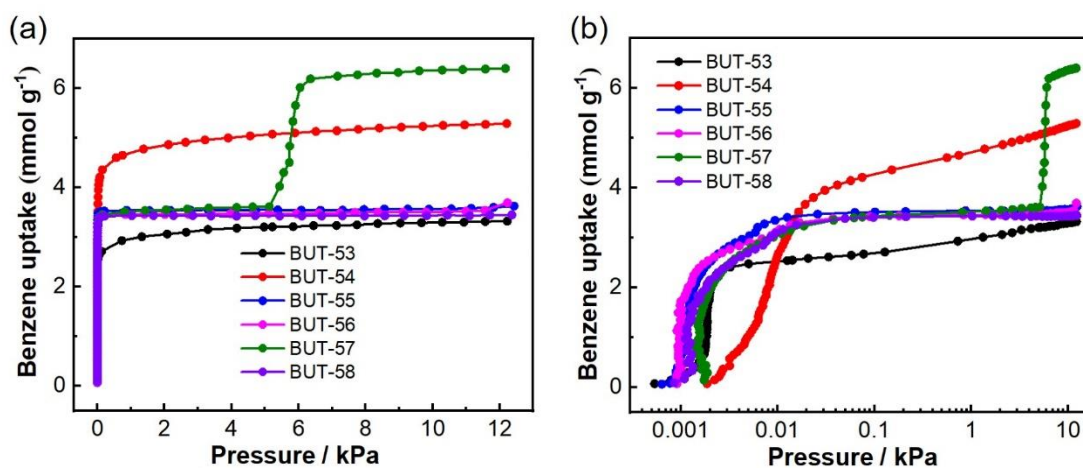 (a)
Benzene uptake (mmol g⁻¹)
6
4
2
0
BUT-53
BUT-54
BUT-55
BUT-56
BUT-57
BUT-58
0 2 4 6 8 10 12
Pressure / kPa
(b)
Benzene uptake (mmol g⁻¹)
6
4
2
0
BUT-53
BUT-54
BUT-55
BUT-56
BUT-57
BUT-58
0.001 0.01 0.1 1 10
Pressure / kPa